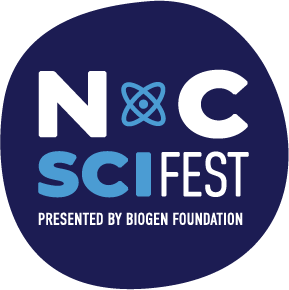 NC
SCIFEST
PRESENTED BY BIOGEN FOUNDATION